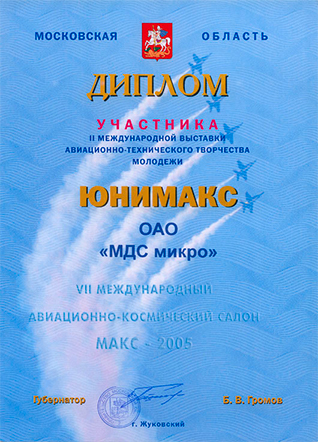 МОСКОВСКАЯ ОБЛАСТЬ
ДИПЛОМ
УЧАСТНИКА
II МЕЖДУНАРОДНОЙ ВЫСТАВКИ
АВИАЦИОННО-ТЕХНИЧЕСКОГО ТВОРЧЕСТВА
МОЛОДЕЖИ
ЮНИМАКС
ОАО
«МДС микро»
VII МЕЖДУНАРОДНЫЙ
АВИАЦИОННО-КОСМИЧЕСКИЙ САЛОН
МАКС - 2005
Губернатор Б. В. Громов
г. Жуковский